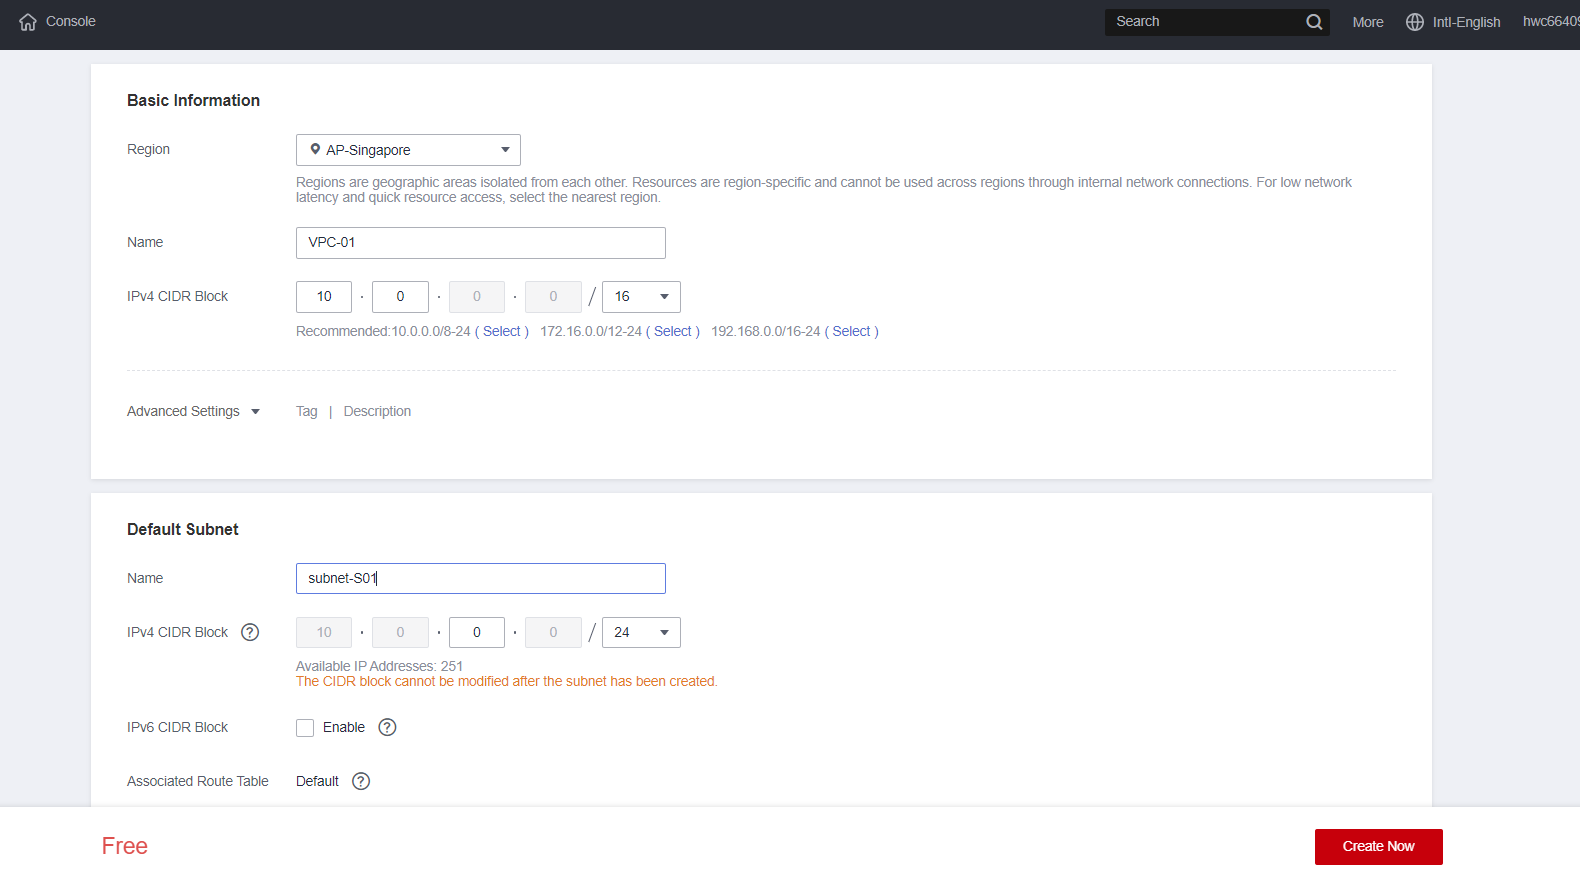 Console
Search
More
Intl-English
hwc66409
Basic Information
Region
AP-Singapore
Regions are geographic areas isolated from each other. Resources are region-specific and cannot be used across regions through internal network connections. For low network
latency and quick resource access, select the nearest region.
Name
VPC-01
IPv4 CIDR Block
10 · 0 · 0 · 0 / 16
Recommended:10.0.0.0/8-24 ( Select ) 172.16.0.0/12-24 ( Select ) 192.168.0.0/16-24 ( Select )
Advanced Settings
Tag | Description
Default Subnet
Name
subnet-S01
IPv4 CIDR Block ?
10 · 0 · 0 · 0 / 24
Available IP Addresses: 251
The CIDR block cannot be modified after the subnet has been created.
IPv6 CIDR Block
Enable ?
Associated Route Table
Default ?
Free
Create Now